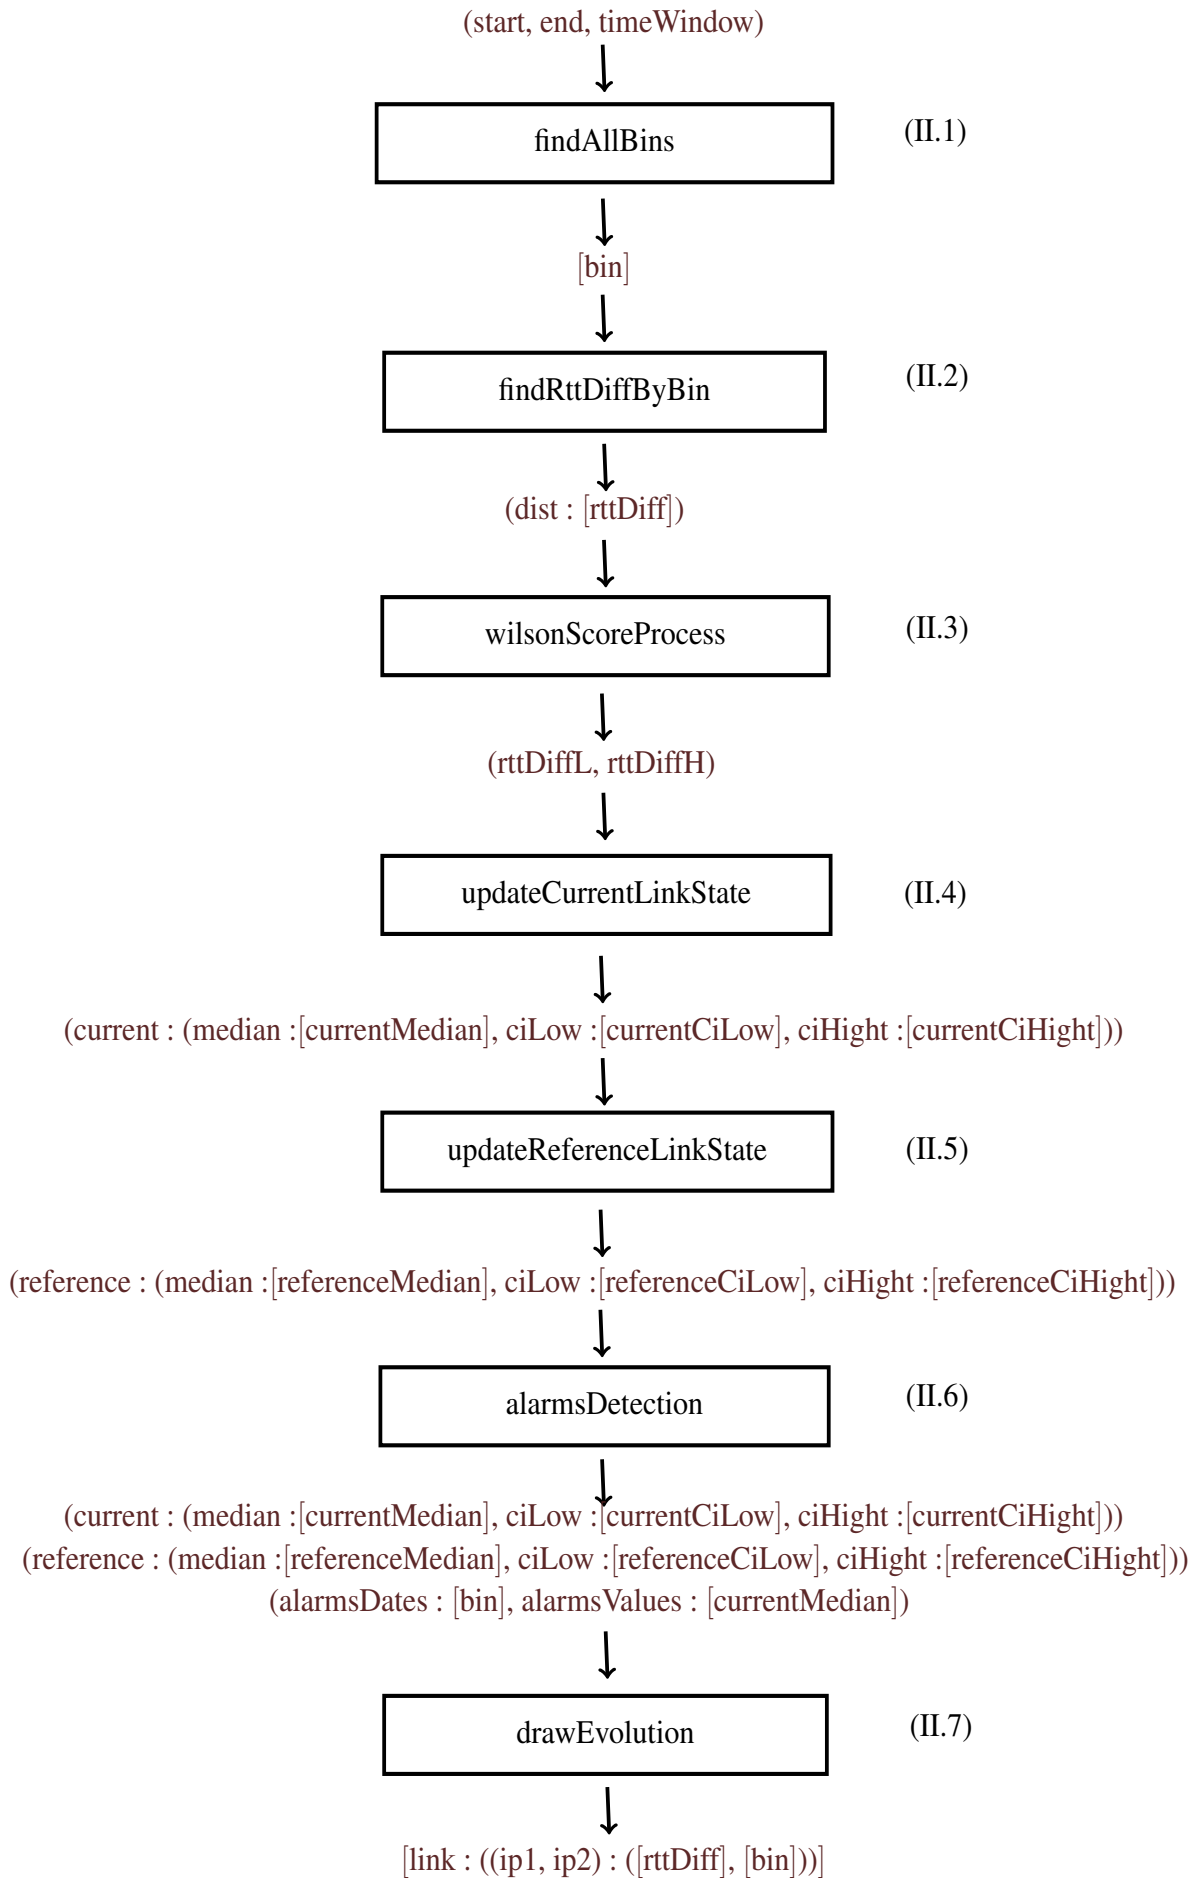 (start, end, timeWindow)
findAllBins
(II.1)
[bin]
findRttDiffByBin
(II.2)
(dist : [rttDiff])
wilsonScoreProcess
(II.3)
(rttDiffL, rttDiffH)
updateCurrentLinkState
(II.4)
(current : (median :[currentMedian], ciLow :[currentCiLow], ciHight :[currentCiHight]))
updateReferenceLinkState
(II.5)
(reference : (median :[referenceMedian], ciLow :[referenceCiLow], ciHight :[referenceCiHight]))
alarmsDetection
(II.6)
(current : (median :[currentMedian], ciLow :[currentCiLow], ciHight :[currentCiHight]))
(reference : (median :[referenceMedian], ciLow :[referenceCiLow], ciHight :[referenceCiHight]))
(alarmsDates : [bin], alarmsValues : [currentMedian])
drawEvolution
(II.7)
[link : ((ip1, ip2) : ([rttDiff], [bin]))]